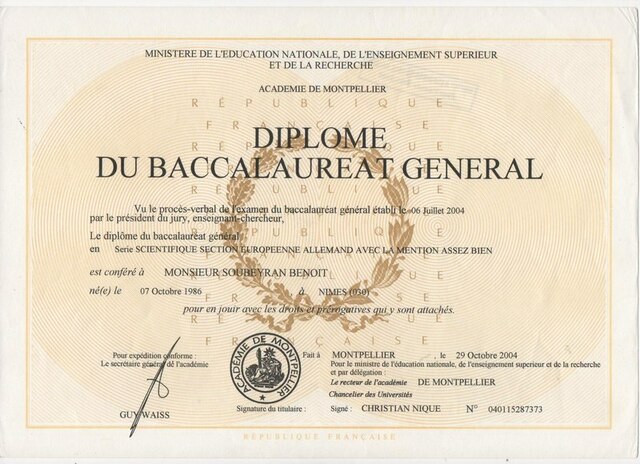 MINISTERE DE L'EDUCATION NATIONALE, DE L'ENSEIGNEMENT SUPERIEUR
ET DE LA RECHERCHE
ACADEMIE DE MONTPELLIER
RÉPUBLIQUE
FRANÇAISE
DIPLOME
DU BACCALAUREAT GENERAL
Vu le procès-verbal de l'examen du baccalauréat général établi le 06 Juillet 2004
par le président du jury, enseignant-chercheur,
Le diplôme du baccalauréat général
en Serie SCIENTIFIQUE SECTION EUROPEENNE ALLEMAND AVEC LA MENTION ASSEZ BIEN
est conféré à MONSIEUR SOUBEYRAN BENOIT
né(e) le 07 Octobre 1986 à NIMES (030)
pour en jouir avec les droits et prérogatives qui y sont attachés.
Pour expédition conforme :
Le secrétaire général de l'académie
GUY WAISS
ACADÉMIE DE MONTPELLIER
Signature du titulaire :
Fait à MONTPELLIER , le 29 Octobre 2004
Pour le ministre de l'éducation nationale, de l'enseignement superieur et de la recherche
et par délégation :
Le recteur de l'académie DE MONTPELLIER
Chancelier des Universités
Signé : CHRISTIAN NIQUE N° 040115287373
RÉPUBLIQUE FRANÇAISE